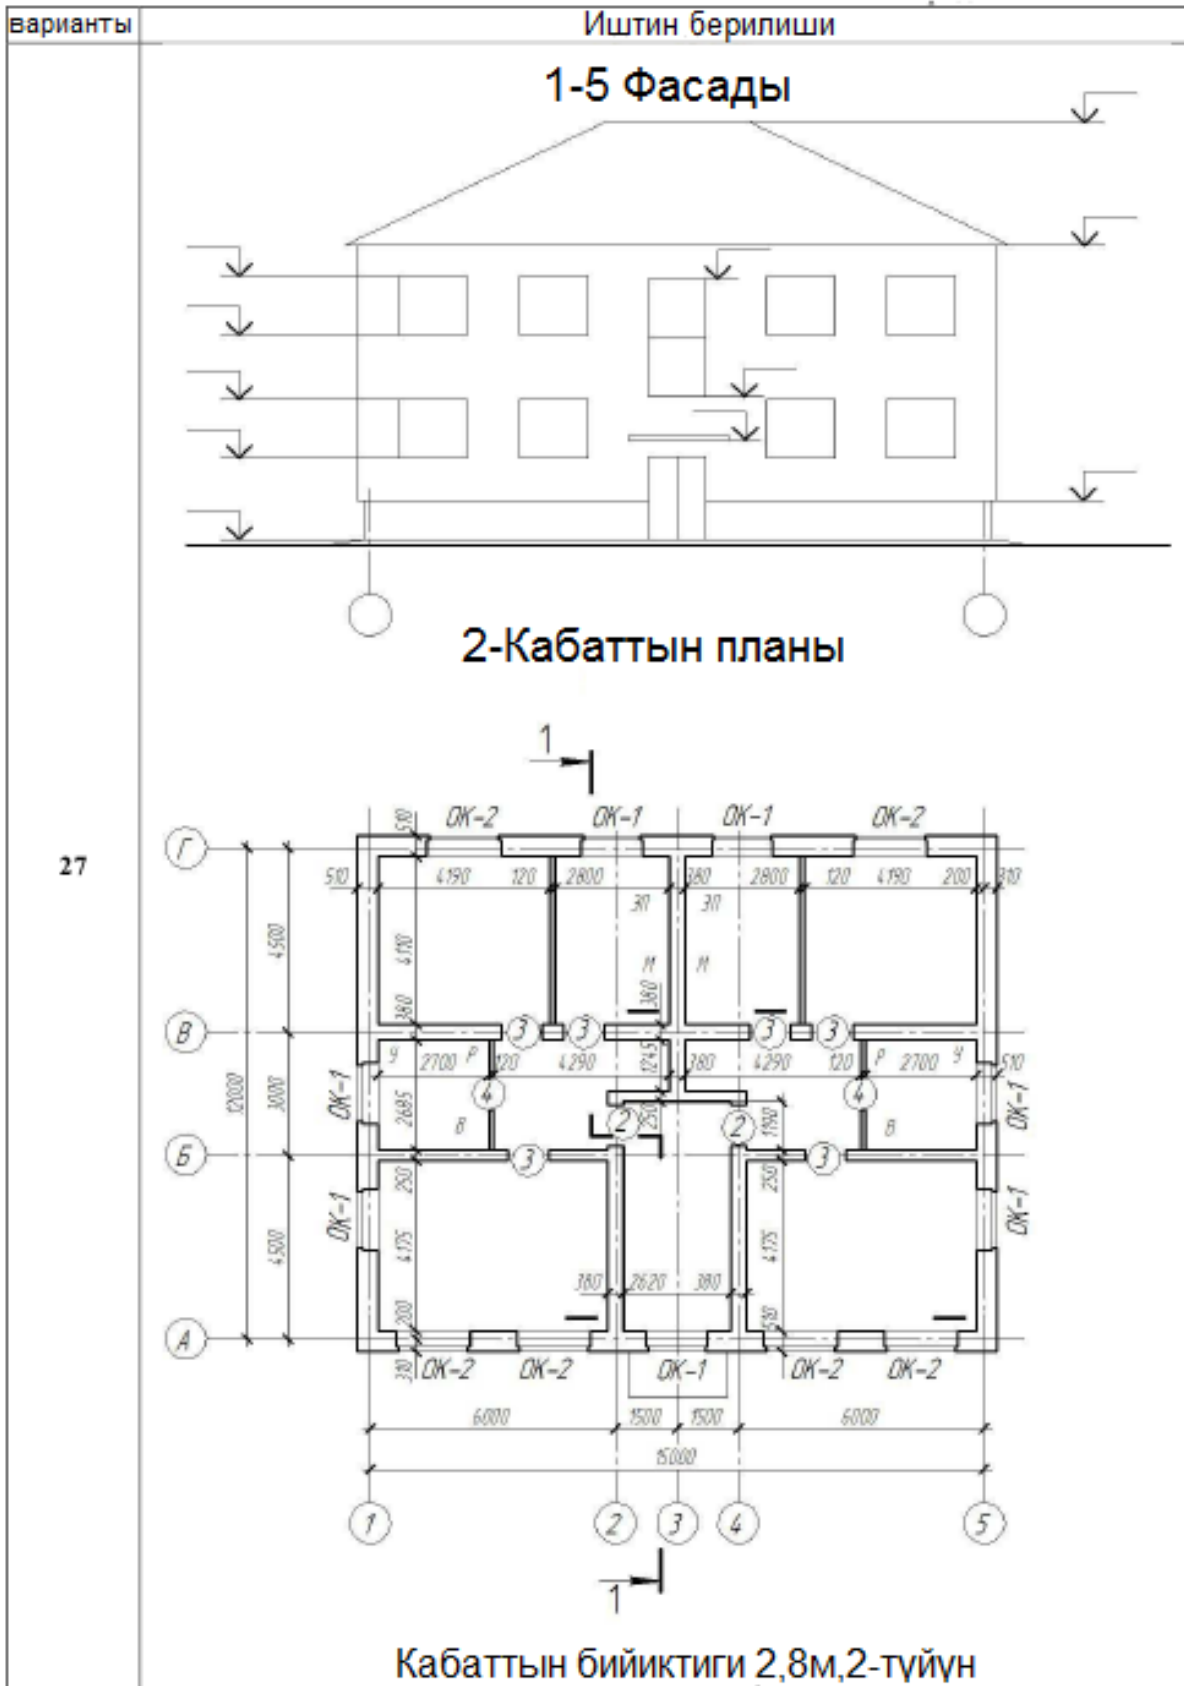 варианты Иштин берилиши
1-5 Фасады
2-Кабаттын планы
1
27
ОК-2 ОК-1 ОК-1 ОК-2
510
Г
510 4190 120 2800 380 2800 120 4190 200 310
ЗП ЗП
4500 4110 М М
380 380
В 3 3 3 3
У 2700 Р 120 4290 1245 380 4290 120 Р 2700 У 510
12000 3000 ОК-1 2685 4 4 ОК-1
В 250 2 2 1190 В
Б 3 3
250 250
ОК-1 ОК-1
4500 4175 4175
380 2620 380
200 510
А
310 ОК-2 ОК-2 ОК-1 ОК-2 ОК-2
6000 1500 1500 6000
15000
1 2 3 4 5
1
Кабаттын бийиктиги 2,8м,2-түйүн